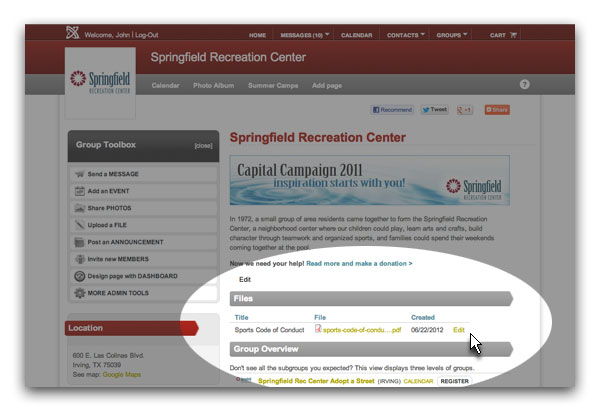 Welcome, John | Log-Out
HOME MESSAGES (10) CALENDAR CONTACTS GROUPS CART
Springfield Recreation Center
Springfield
RECREATION CENTER
Calendar Photo Album Summer Camps Add page
?
Recommend Tweet +1 Share
Group Toolbox [close]
Send a MESSAGE
Add an EVENT
Share PHOTOS
Upload a FILE
Post an ANNOUNCEMENT
Invite new MEMBERS
Design page with DASHBOARD
MORE ADMIN TOOLS
Location
600 E. Las Colinas Blvd.
Irving, TX 75039
See map: Google Maps
Springfield Recreation Center
Capital Campaign 2011
inspiration starts with you!
Springfield
RECREATION CENTER
In 1972, a small group of area residents came together to form the Springfield Recreation
Center, a neighborhood center where our children could play, learn arts and crafts, build
character through teamwork and organized sports, and families could spend their weekends
coming together at the pool.
Now we need your help! Read more and make a donation >
Edit
Files
Title File Created
Sports Code of Conduct sports-code-of-condu....pdf 06/22/2012 Edit
Group Overview
Don't see all the subgroups you expected? This view displays three levels of groups.
Springfield Rec Center Adopt a Street (IRVING) CALENDAR REGISTER